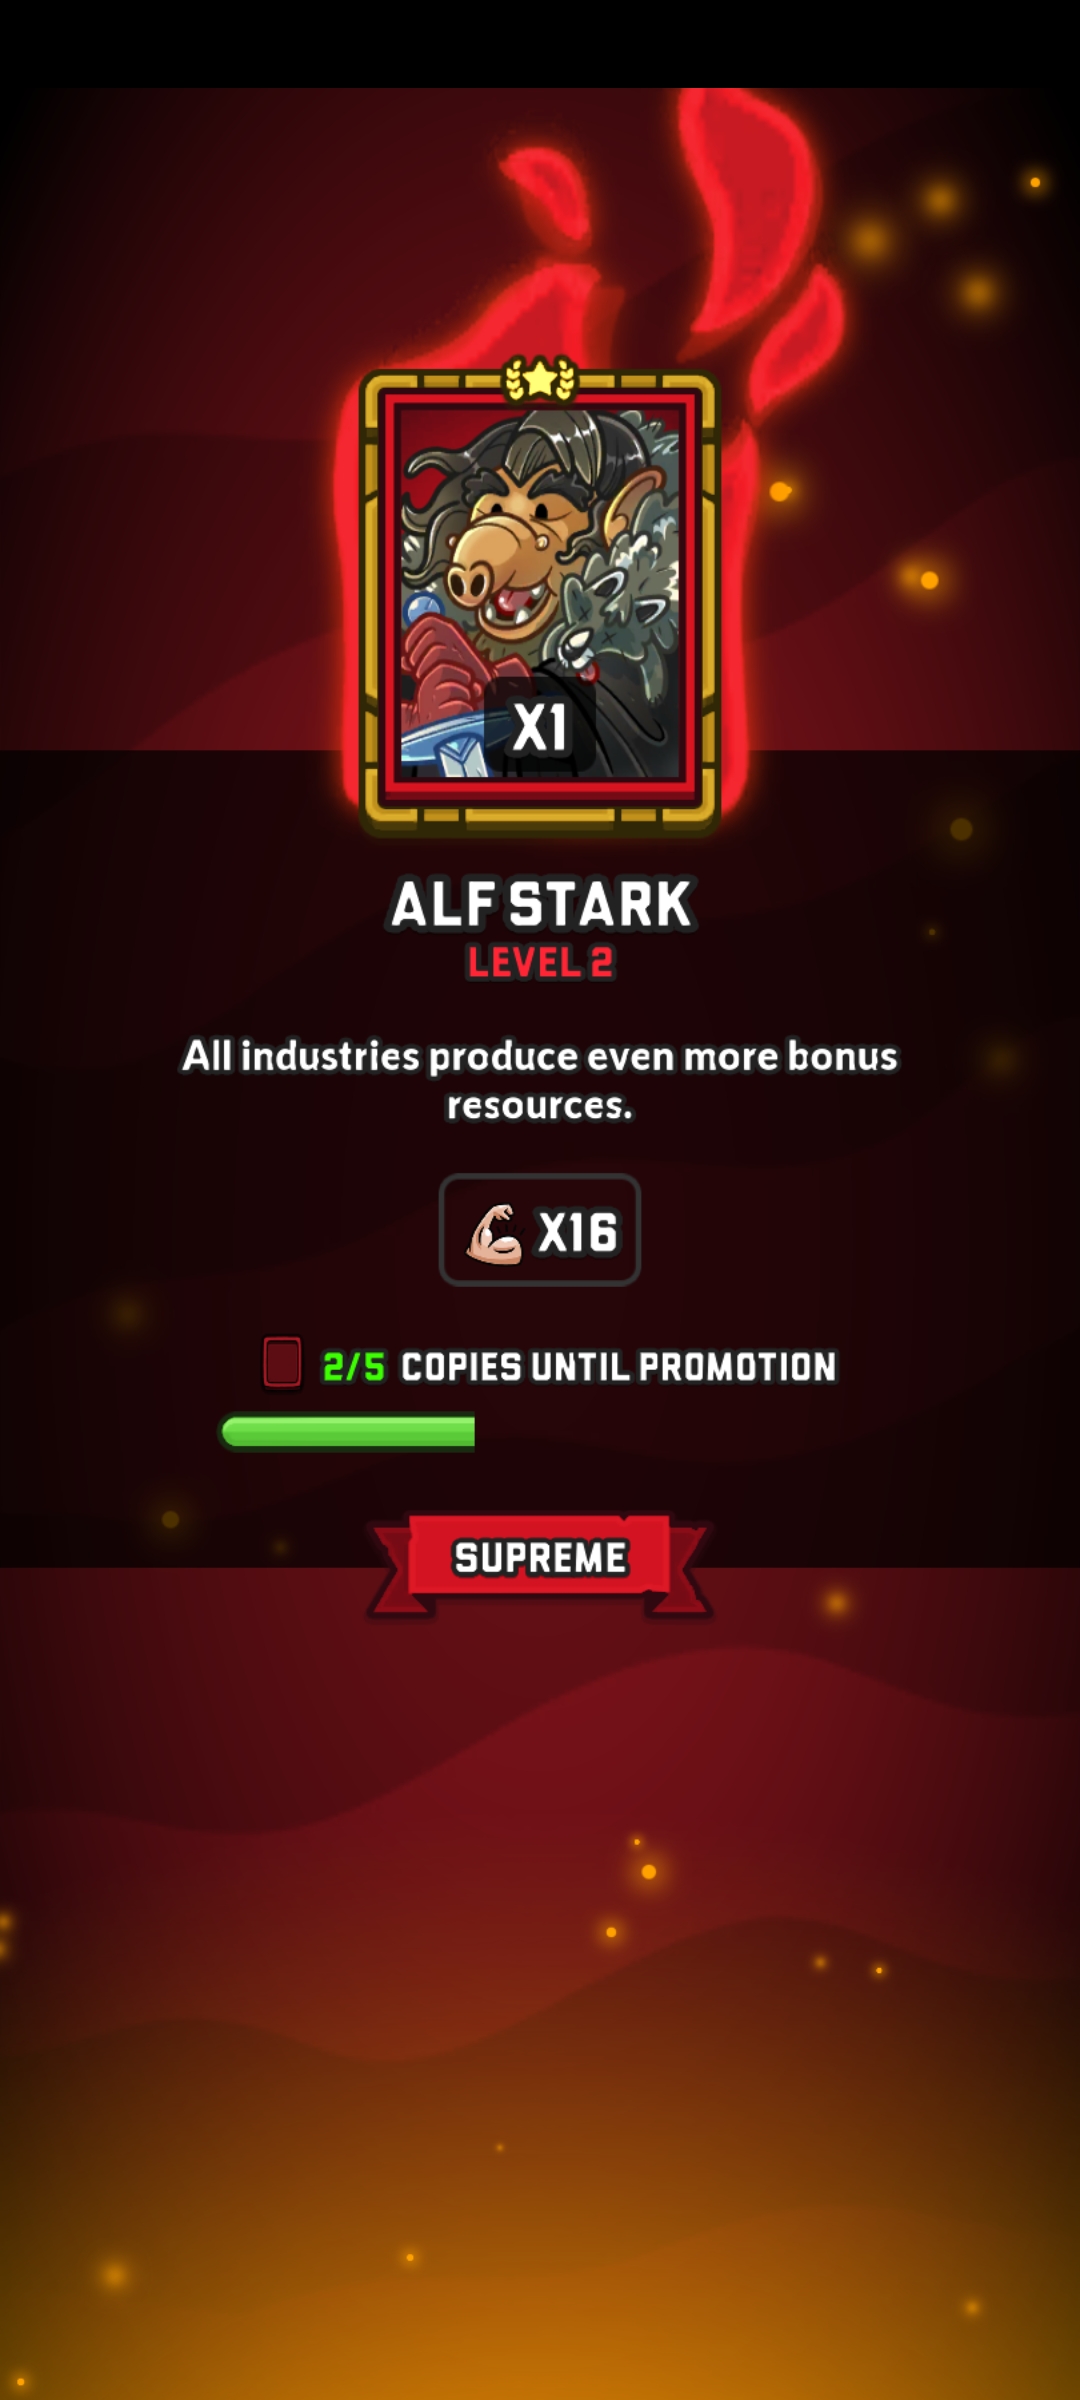 X1
ALF STARK
LEVEL 2
All industries produce even more bonus
resources.
X16
2/5 COPIES UNTIL PROMOTION
SUPREME